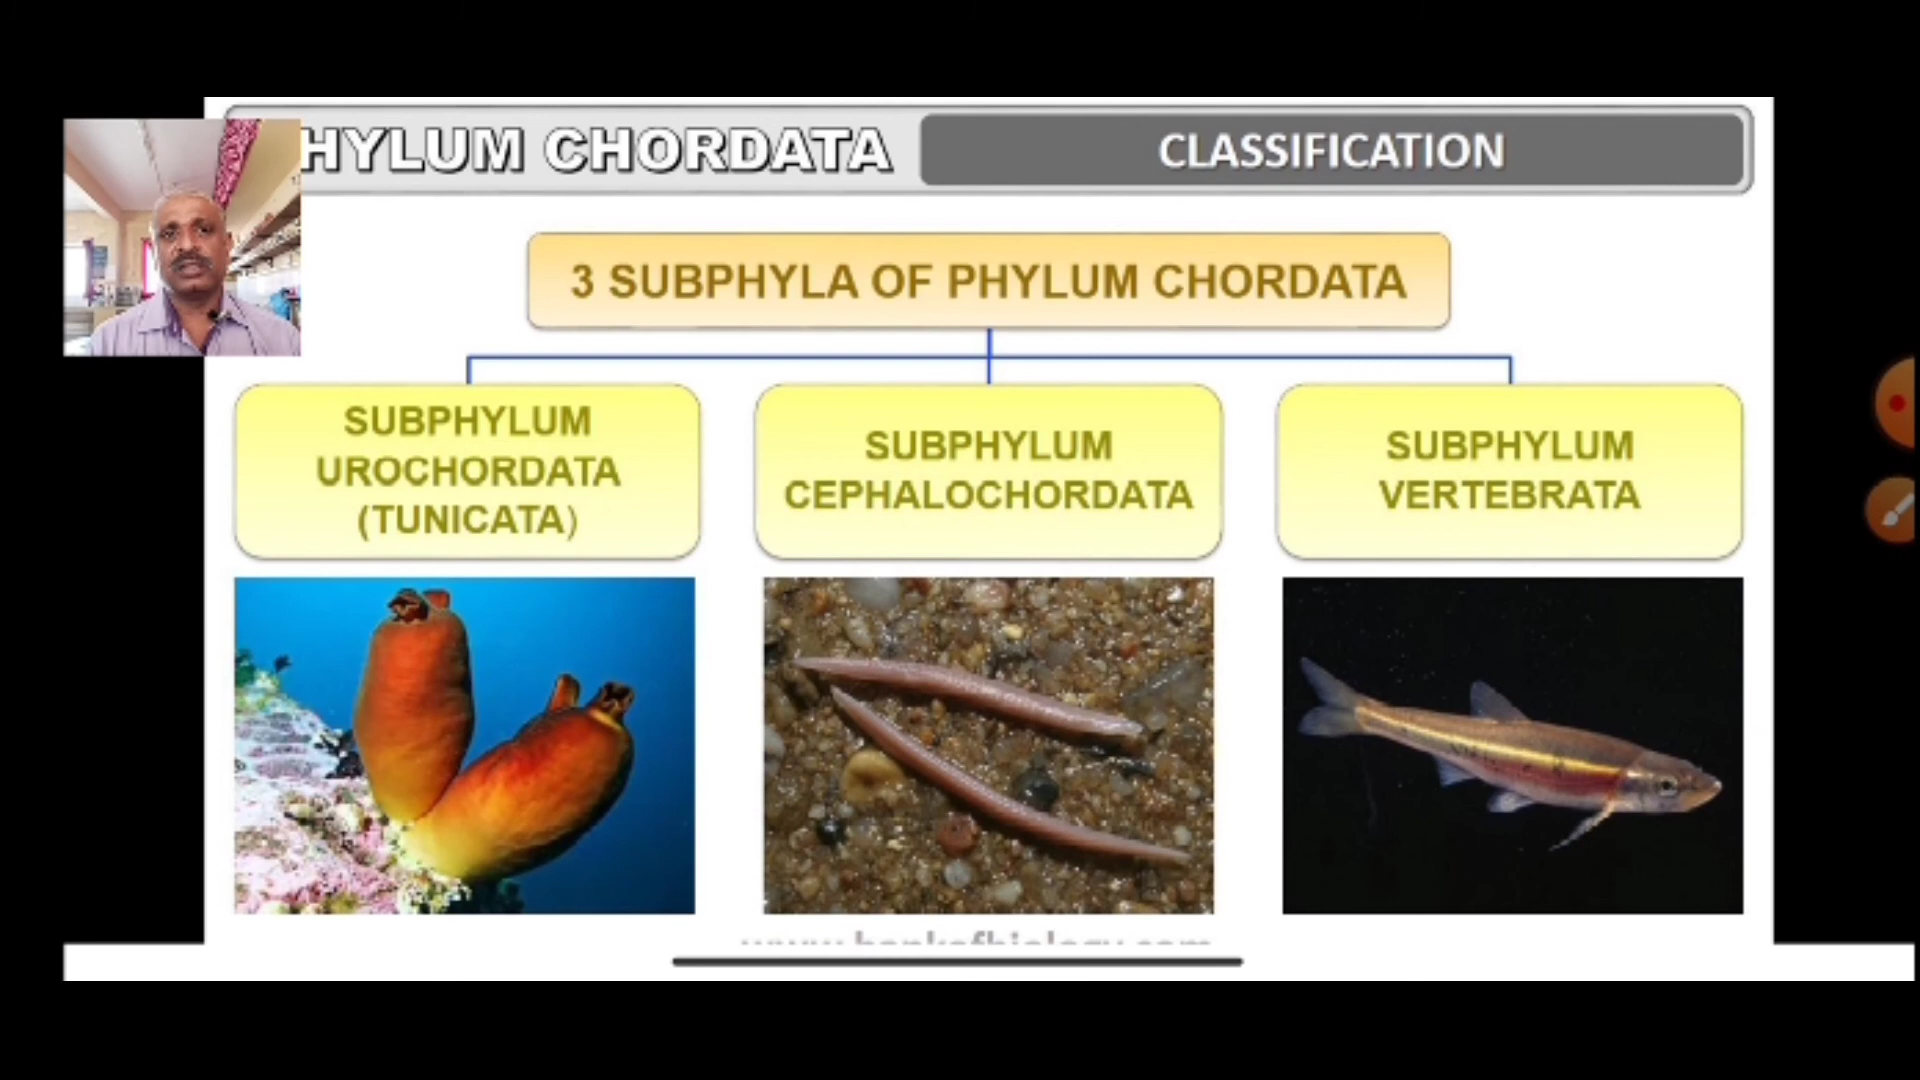 HYLUM CHORDATA
CLASSIFICATION
3 SUBPHYLA OF PHYLUM CHORDATA
SUBPHYLUM
UROCHORDATA
(TUNICATA)
SUBPHYLUM
CEPHALOCHORDATA
SUBPHYLUM
VERTEBRATA